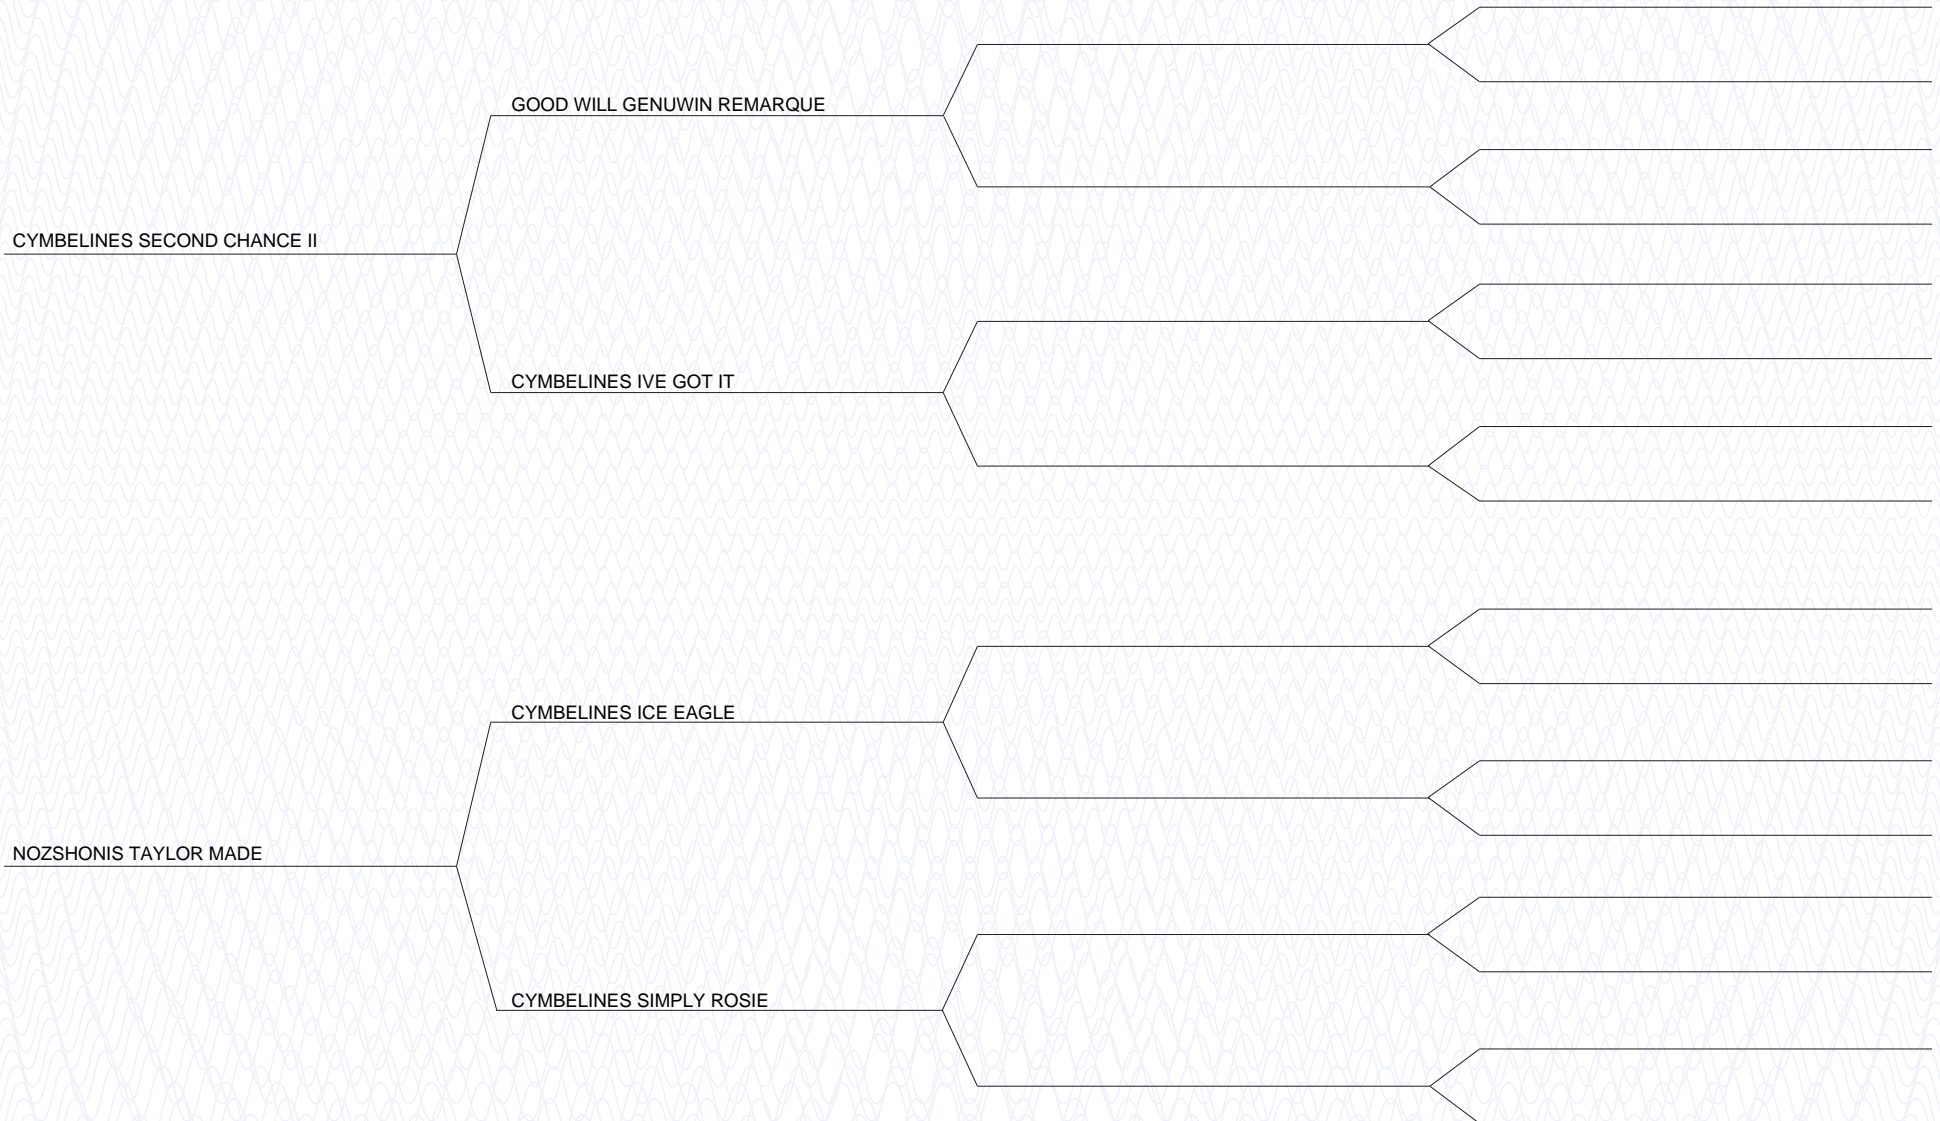 GOOD WILL GENUWIN REMARQUE
CYMBELINES SECOND CHANCE II
CYMBELINES IVE GOT IT
CYMBELINES ICE EAGLE
NOZSHONIS TAYLOR MADE
CYMBELINES SIMPLY ROSIE